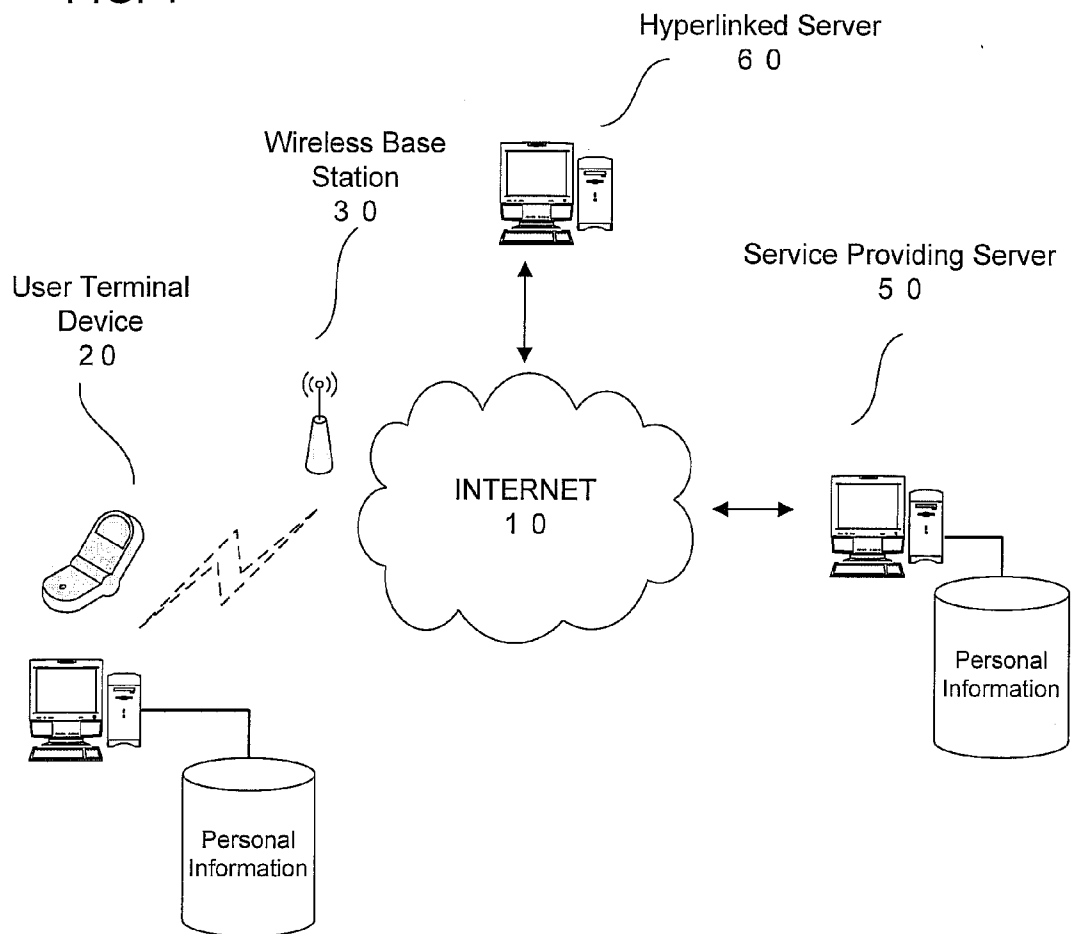 Hyperlinked Server
6 0
Wireless Base
Station
3 0
Service Providing Server
5 0
User Terminal
Device
2 0
INTERNET
1 0
Personal
Information
Personal
Information